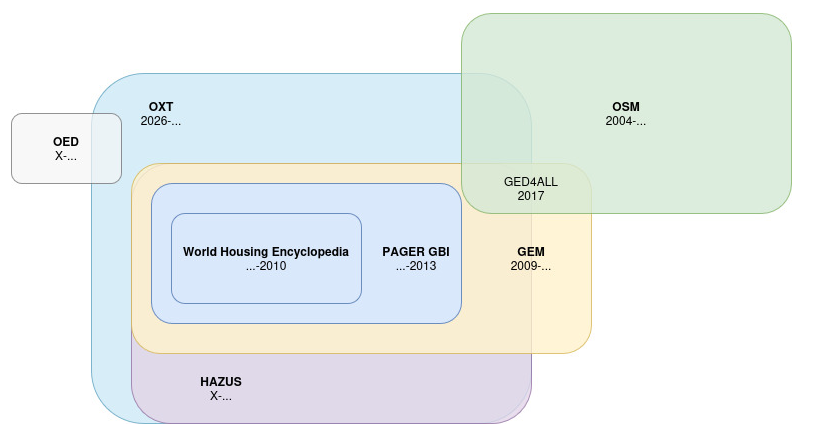 OXT
2026-...
OSM
2004-...
OED
X-...
GED4ALL
2017
World Housing Encyclopedia
...-2010
PAGER GBI
...-2013
GEM
2009-...
HAZUS
X-...